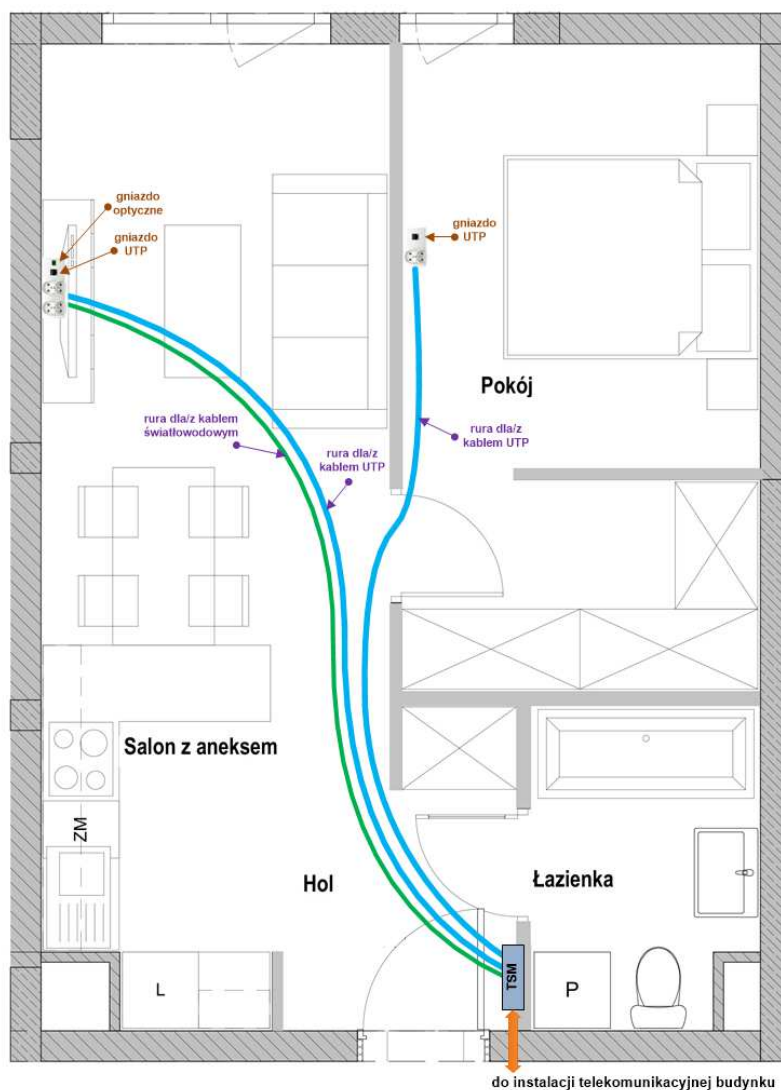 gniazdo
optyczne
gniazdo
UTP
gniazdo
UTP
Pokój
rura dla/z kablem
światłowodowym
rura dla/z
kablem UTP
rura dla/z
kablem UTP
Salon z aneksem
ZM
Hol
Łazienka
L
TSM
P
do instalacji telekomunikacyjnej budynku